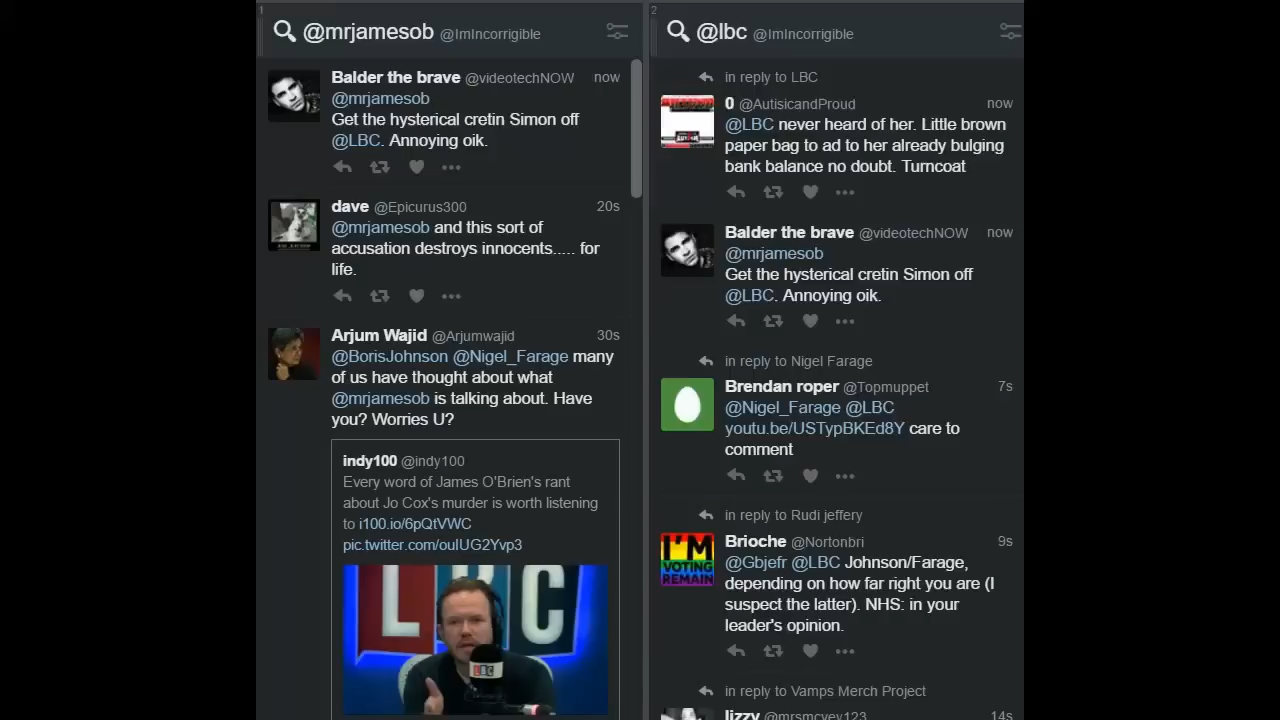 1
@mrjamesob @ImIncorrigible
Balder the brave @videotechNOW now
@mrjamesob
Get the hysterical cretin Simon off
@LBC. Annoying oik.
dave @Epicurus300 20s
@mrjamesob and this sort of
accusation destroys innocents..... for
life.
Arjum Wajid @Arjumwajid 30s
@BorisJohnson @Nigel_Farage many
of us have thought about what
@mrjamesob is talking about. Have
you? Worries U?
indy100 @indy100
Every word of James O'Brien's rant
about Jo Cox's murder is worth listening
to i100.io/6pQtVWC
pic.twitter.com/ouIUG2Yvp3
LBC
LBC
2
@lbc @ImIncorrigible
in reply to LBC
0 @AutisicandProud now
@LBC never heard of her. Little brown
paper bag to ad to her already bulging
bank balance no doubt. Turncoat
Balder the brave @videotechNOW now
@mrjamesob
Get the hysterical cretin Simon off
@LBC. Annoying oik.
in reply to Nigel Farage
Brendan roper @Topmuppet 7s
@Nigel_Farage @LBC
youtu.be/USTypBKEd8Y care to
comment
in reply to Rudi jeffery
Brioche @Nortonbri 9s
I'M
VOTING
REMAIN
@Gbjefr @LBC Johnson/Farage,
depending on how far right you are (I
suspect the latter). NHS: in your
leader's opinion.
in reply to Vamps Merch Project
lizzy @mrsmcvey123 14s